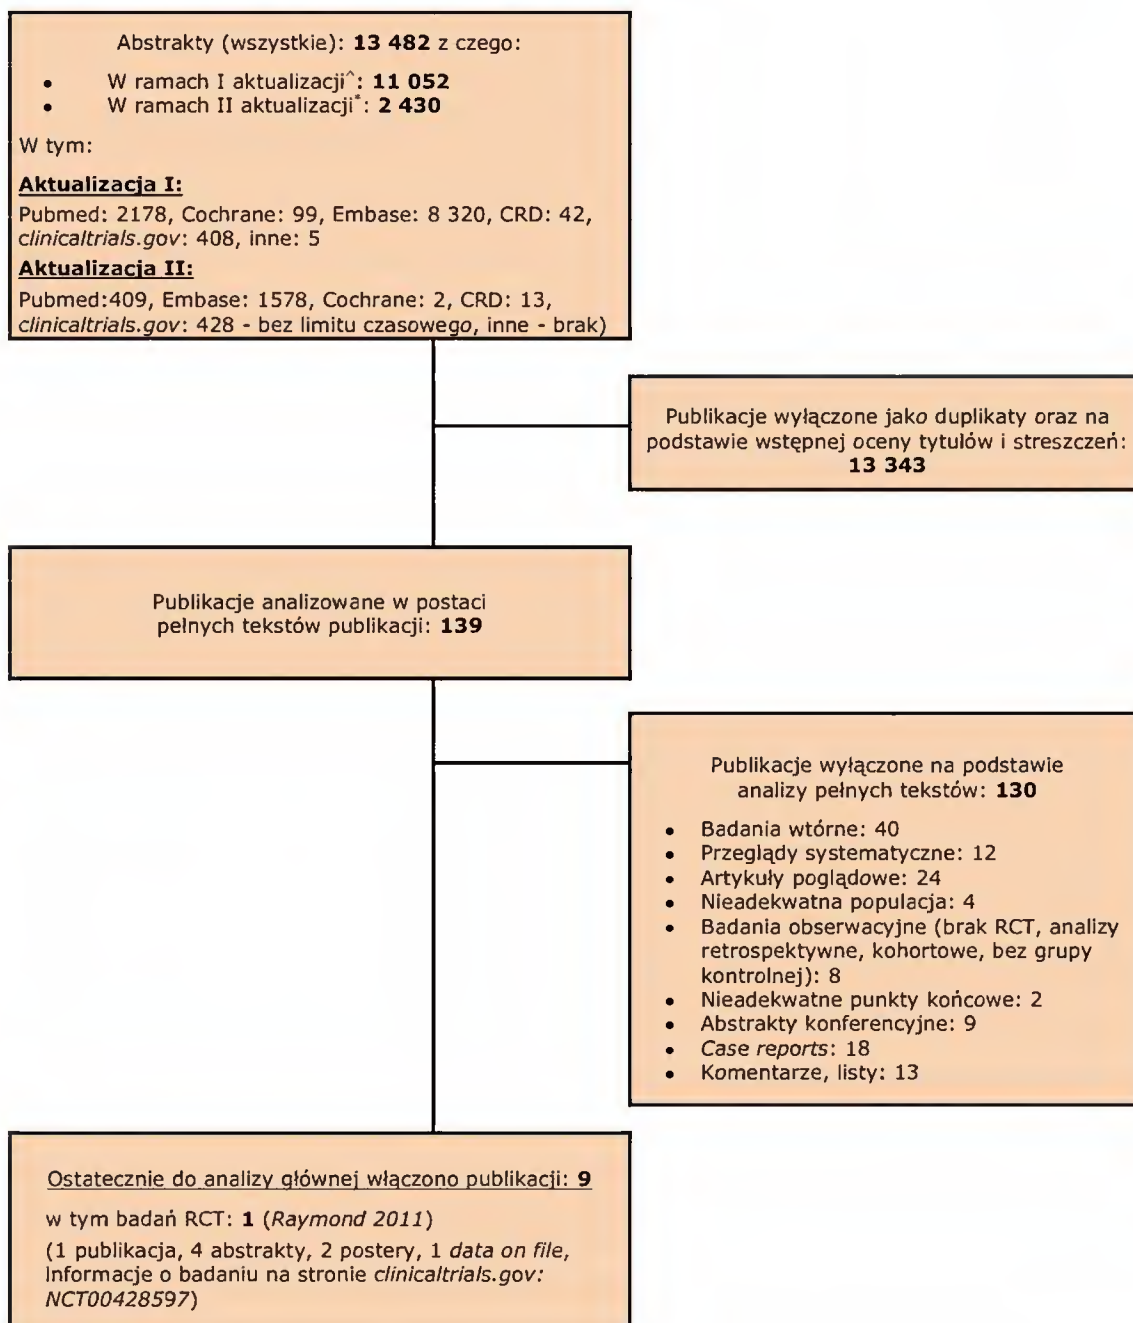 Abstrakty (wszystkie): 13 482 z czego:
• W ramach I aktualizacji^: 11 052
• W ramach II aktualizacji*: 2 430
W tym:
Aktualizacja I:
Pubmed: 2178, Cochrane: 99, Embase: 8 320, CRD: 42,
clinicaltrials.gov: 408, inne: 5
Aktualizacja II:
Pubmed:409, Embase: 1578, Cochrane: 2, CRD: 13,
clinicaltrials.gov: 428 - bez limitu czasowego, inne - brak)
Publikacje wyłączone jako duplikaty oraz na
podstawie wstępnej oceny tytułów i streszczeń:
13 343
Publikacje analizowane w postaci
pełnych tekstów publikacji: 139
Publikacje wyłączone na podstawie
analizy pełnych tekstów: 130
• Badania wtórne: 40
• Przeglądy systematyczne: 12
• Artykuły poglądowe: 24
• Nieadekwatna populacja: 4
• Badania obserwacyjne (brak RCT, analizy
retrospektywne, kohortowe, bez grupy
kontrolnej): 8
• Nieadekwatne punkty końcowe: 2
• Abstrakty konferencyjne: 9
• Case reports: 18
• Komentarze, listy: 13
Ostatecznie do analizy głównej włączono publikacji: 9
w tym badań RCT: 1 (Raymond 2011)
(1 publikacja, 4 abstrakty, 2 postery, 1 data on file,
Informacje o badaniu na stronie clinicaltrials.gov:
NCT00428597)